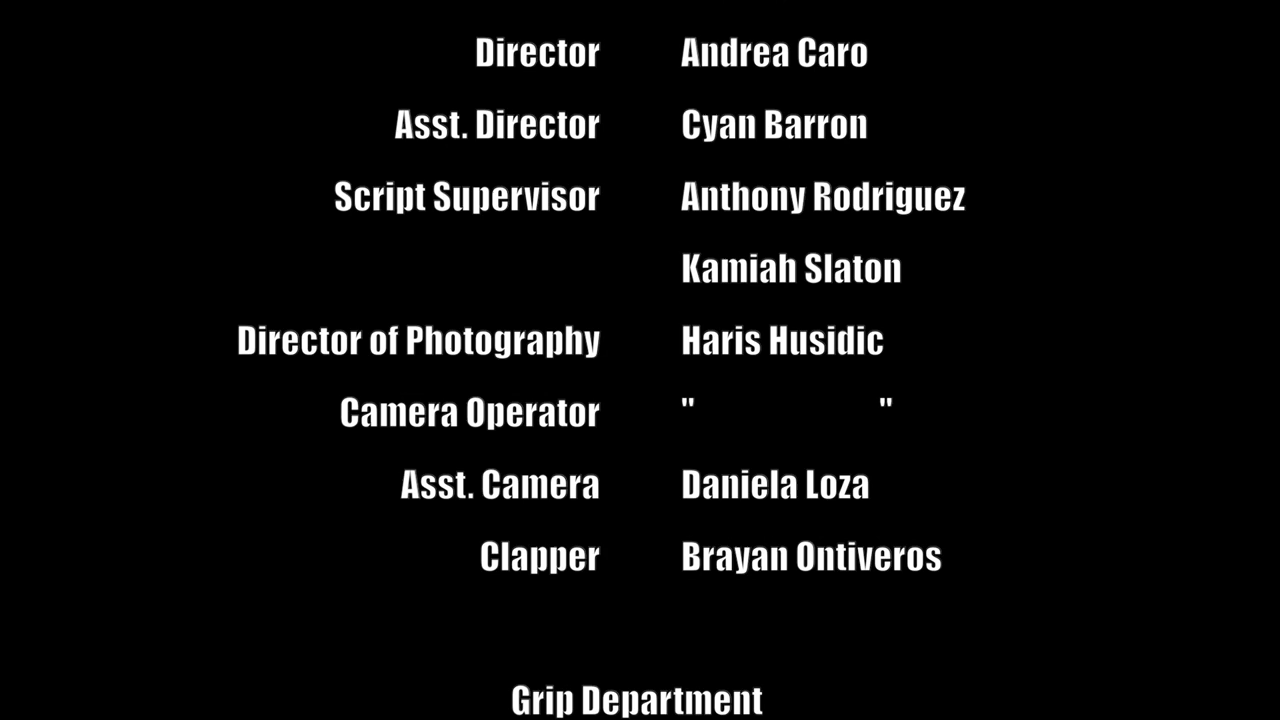 Director Andrea Caro
Asst. Director Cyan Barron
Script Supervisor Anthony Rodriguez
Kamiah Slaton
Director of Photography Haris Husidic
Camera Operator " "
Asst. Camera Daniela Loza
Clapper Brayan Ontiveros
Grip Department